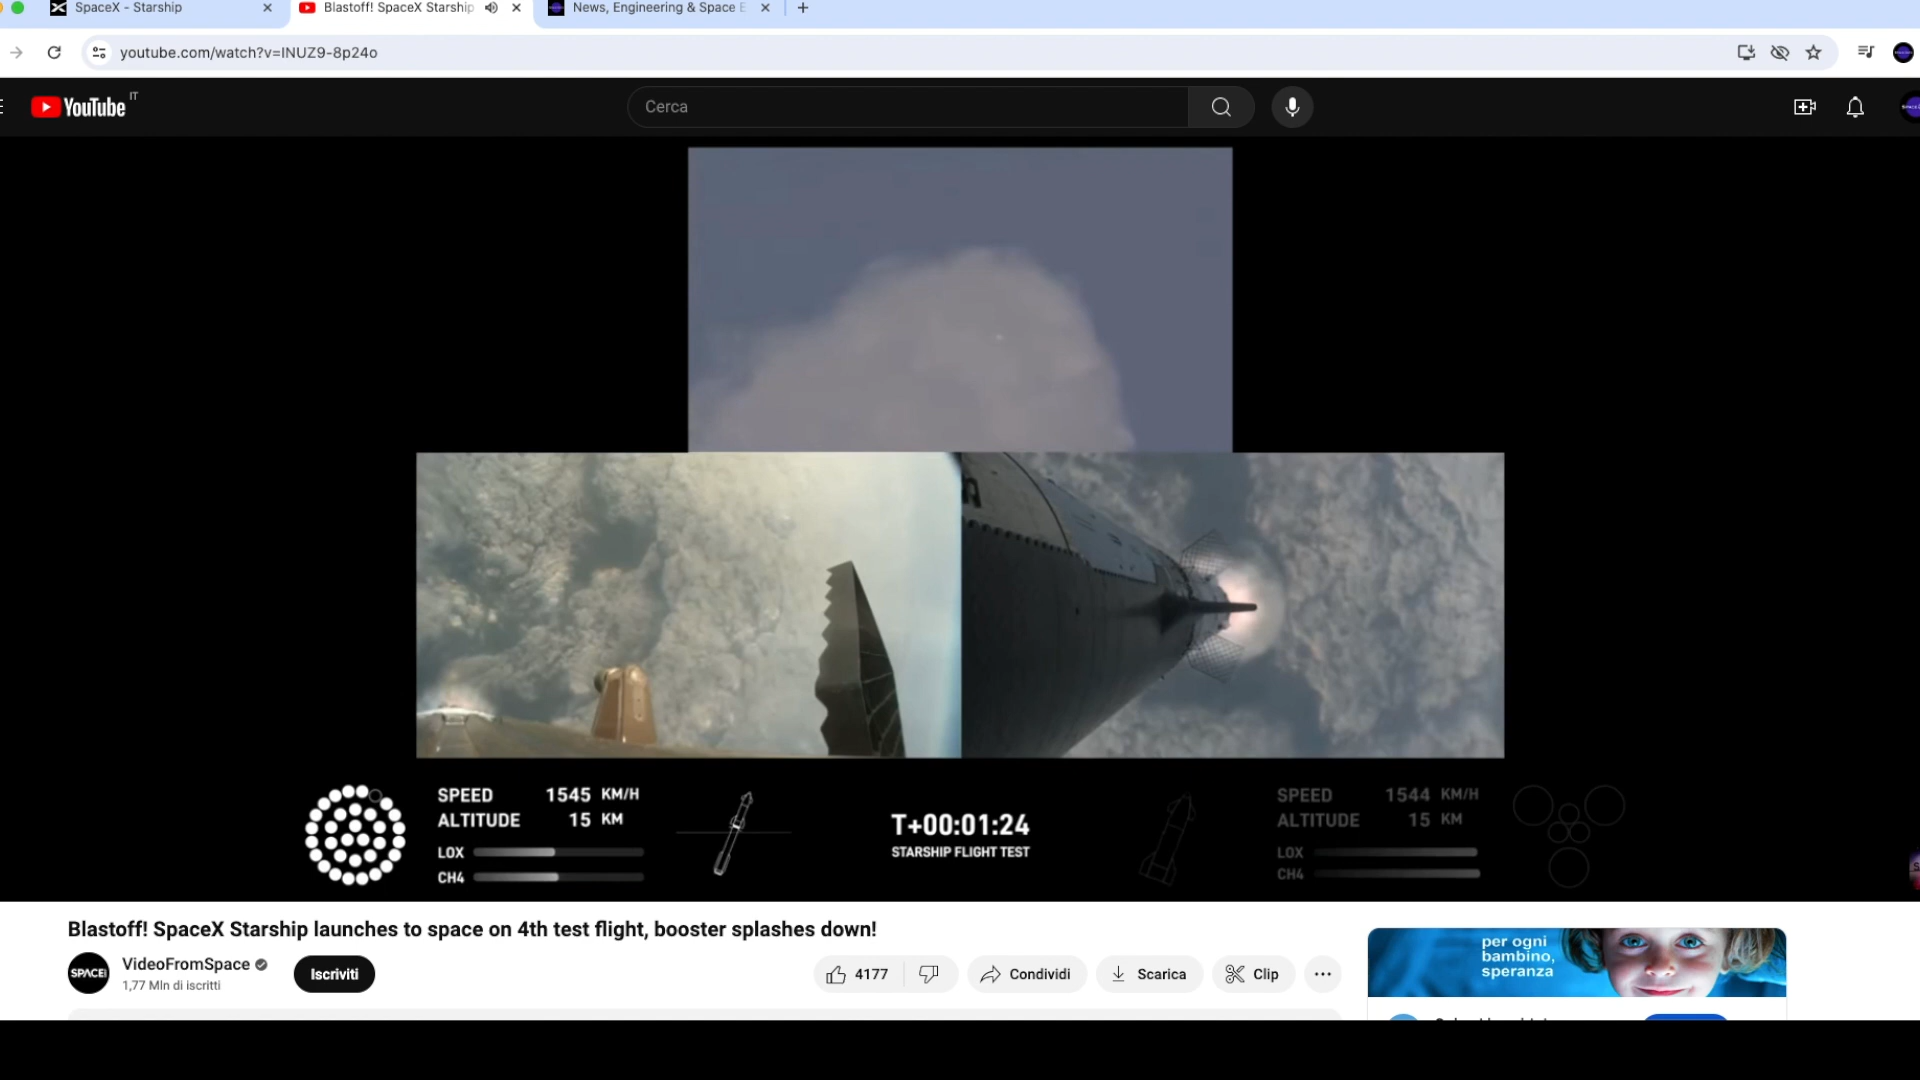 SpaceX - Starship
Blastoff! SpaceX Starship
News, Engineering & Space E
youtube.com/watch?v=INUZ9-8p24o
YouTube IT
Cerca
SPEED 1545 KM/H
ALTITUDE 15 KM
LOX
CH4
T+00:01:24
STARSHIP FLIGHT TEST
SPEED 1544 KM/H
ALTITUDE 15 KM
LOX
CH4
Blastoff! SpaceX Starship launches to space on 4th test flight, booster splashes down!
SPACE
VideoFromSpace
1,77 Mln di iscritti
Iscriviti
4177
Condividi
Scarica
Clip
per ogni
bambino,
speranza